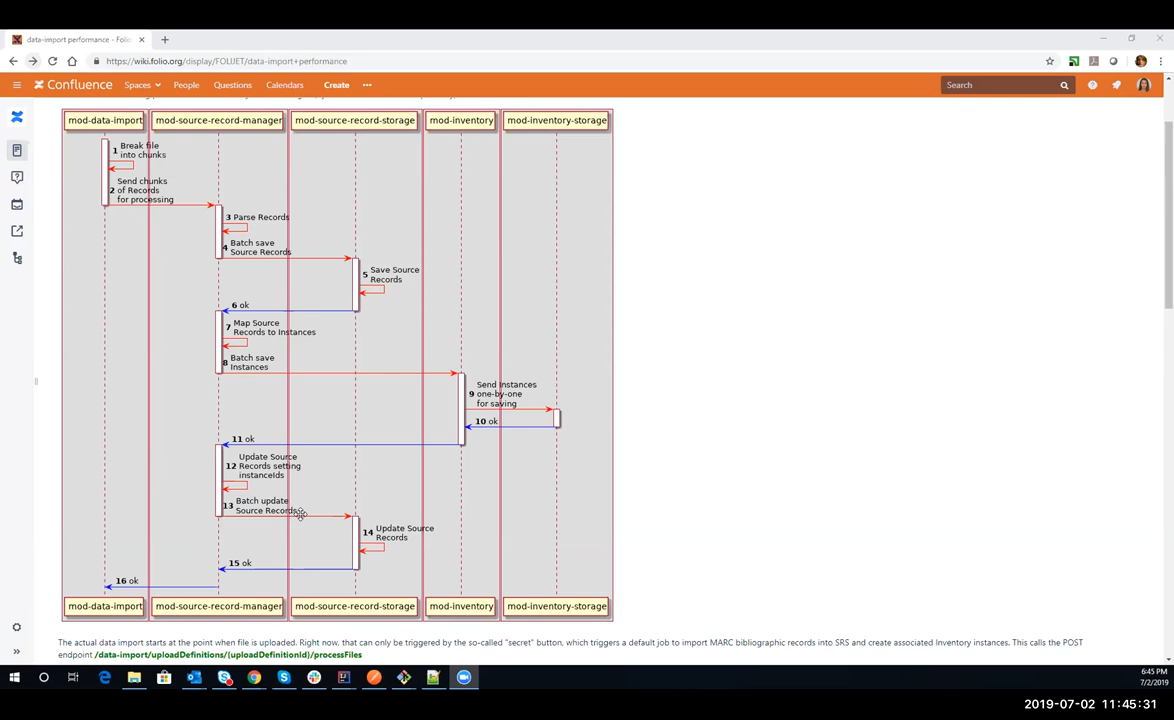 data-import performance - Folio
https://wiki.folio.org/display/FOLIJET/data-import+performance
Confluence Spaces People Questions Calendars Create ••• Search
mod-data-import mod-source-record-manager mod-source-record-storage mod-inventory mod-inventory-storage
1 Break file
into chunks
2 Send chunks
of Records
for processing
3 Parse Records
4 Batch save
Source Records
5 Save Source
Records
6 ok
7 Map Source
Records to Instances
8 Batch save
Instances
9 Send Instances
one-by-one
for saving
10 ok
11 ok
12 Update Source
Records setting
instanceIds
13 Batch update
Source Records
14 Update Source
Records
15 ok
16 ok
mod-data-import mod-source-record-manager mod-source-record-storage mod-inventory mod-inventory-storage
The actual data import starts at the point when file is uploaded. Right now, that can only be triggered by the so-called "secret" button, which triggers a default job to import MARC bibliographic records into SRS and create associated Inventory instances. This calls the POST
endpoint /data-import/uploadDefinitions/{uploadDefinitionId}/processFiles
6:45 PM
7/2/2019
2019-07-02 11:45:31